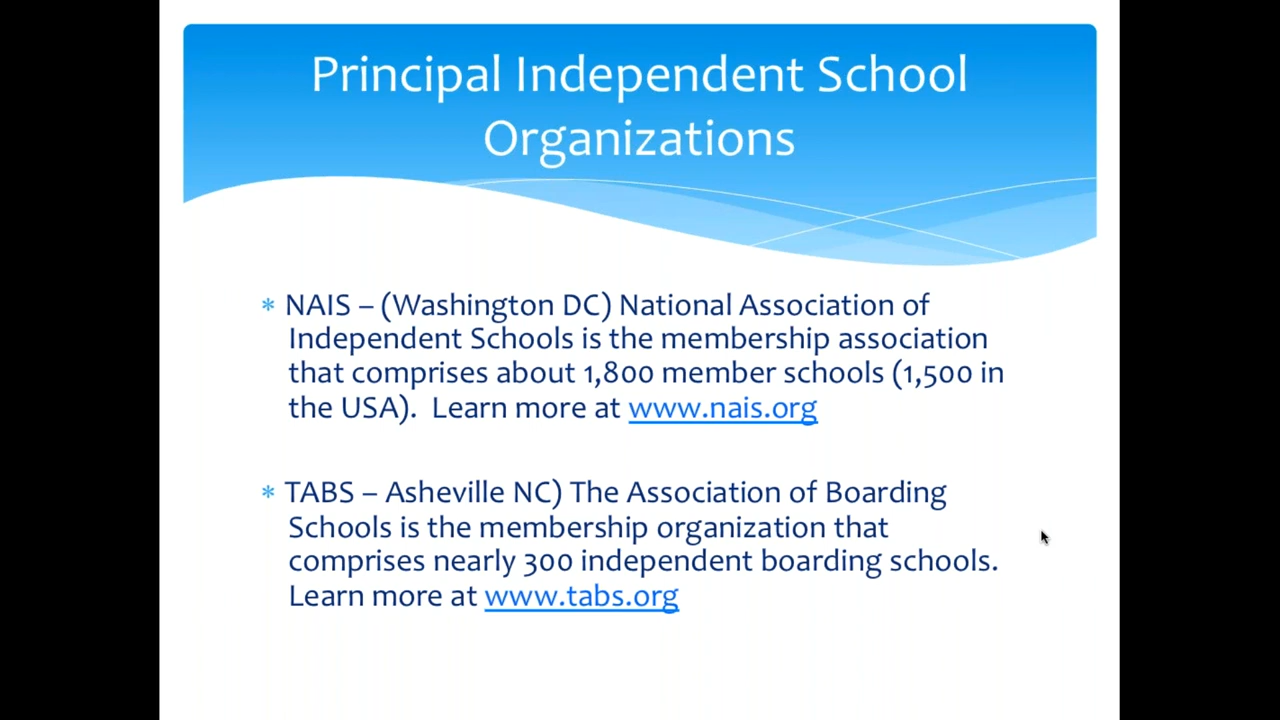 Principal Independent School
Organizations
* NAIS – (Washington DC) National Association of
Independent Schools is the membership association
that comprises about 1,800 member schools (1,500 in
the USA).  Learn more at www.nais.org
* TABS – Asheville NC) The Association of Boarding
Schools is the membership organization that
comprises nearly 300 independent boarding schools.
Learn more at www.tabs.org